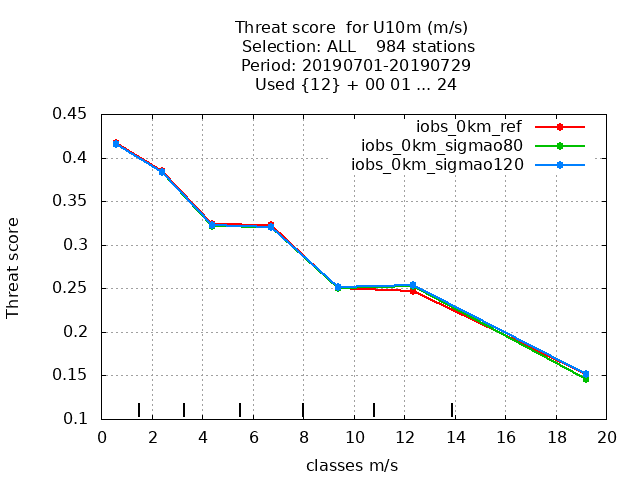 Threat score  for U10m (m/s)
Selection: ALL    984 stations
Period: 20190701-20190729
Used {12} + 00 01 ... 24
iobs_0km_ref
iobs_0km_sigmao80
iobs_0km_sigmao120
Threat score
0.45
0.4
0.35
0.3
0.25
0.2
0.15
0.1
0 2 4 6 8 10 12 14 16 18 20
classes m/s